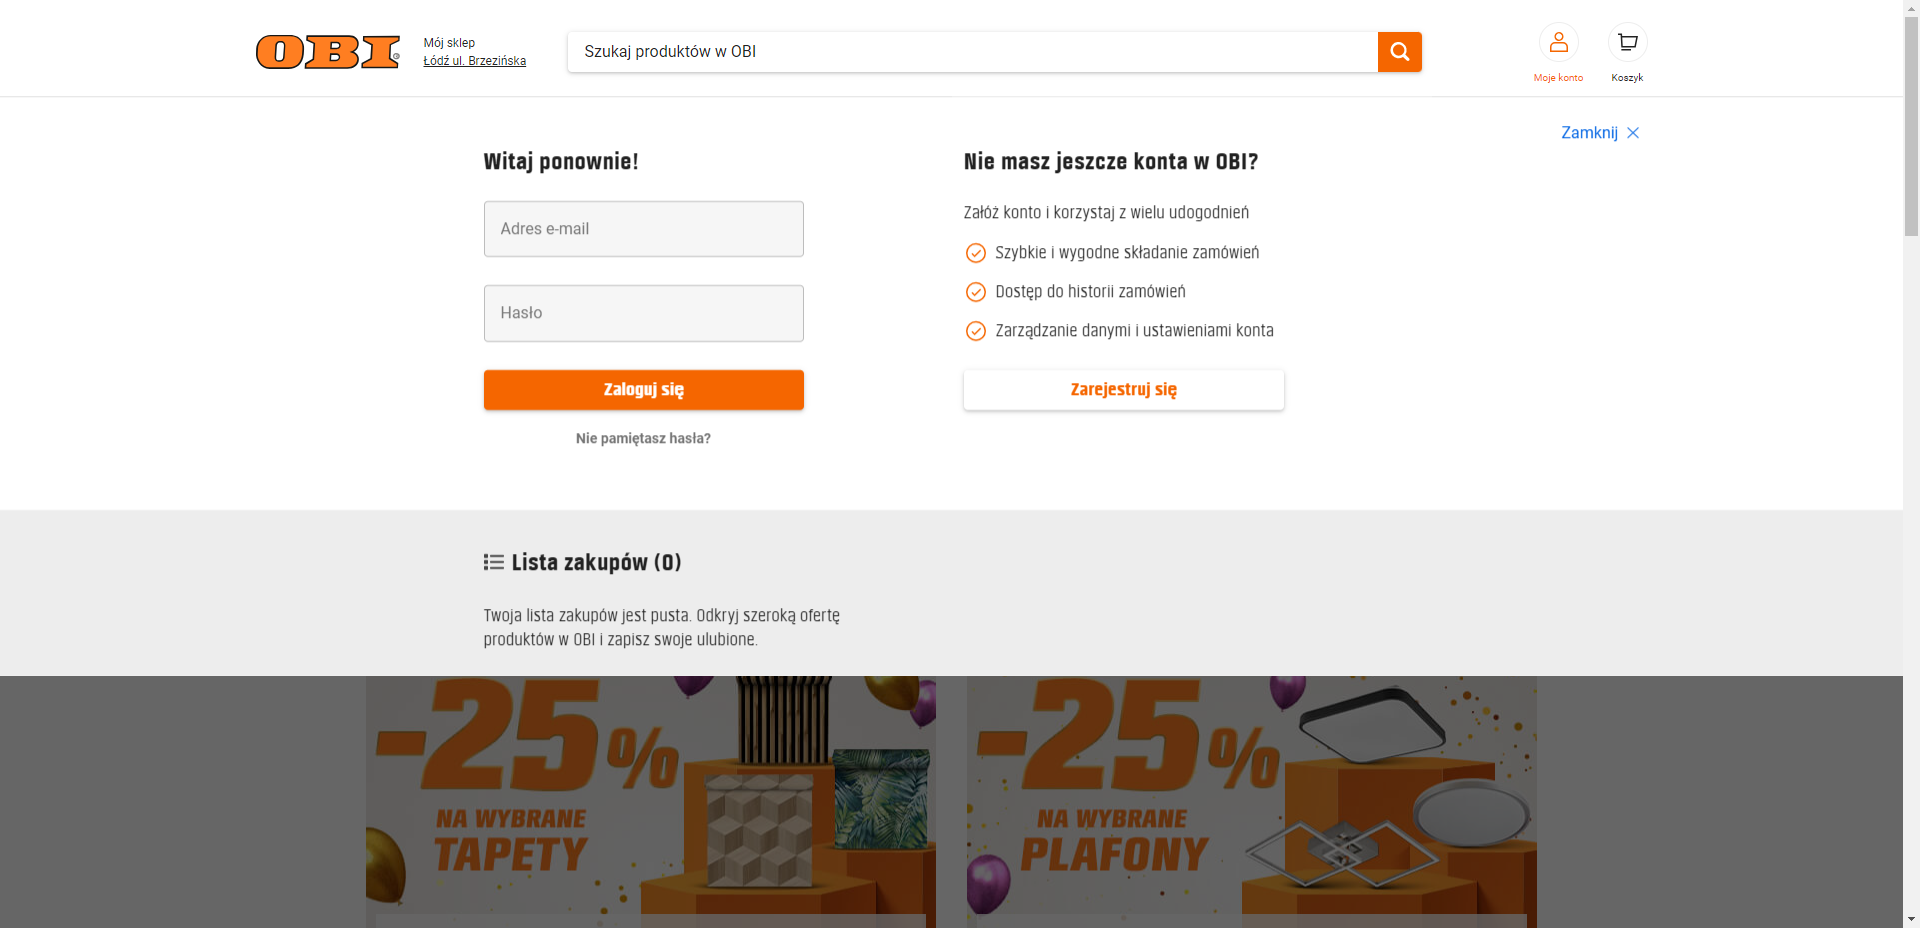 OBI®
Mój sklep
Łódź ul. Brzezińska
Szukaj produktów w OBI
Moje konto
Koszyk
Zamknij
Witaj ponownie!
Adres e-mail
Hasło
Zaloguj się
Nie pamiętasz hasła?
Nie masz jeszcze konta w OBI?
Załóż konto i korzystaj z wielu udogodnień
Szybkie i wygodne składanie zamówień
Dostęp do historii zamówień
Zarządzanie danymi i ustawieniami konta
Zarejestruj się
Lista zakupów (0)
Twoja lista zakupów jest pusta. Odkryj szeroką ofertę
produktów w OBI i zapisz swoje ulubione.
-25%
NA WYBRANE
TAPETY
-25%
NA WYBRANE
PLAFONY